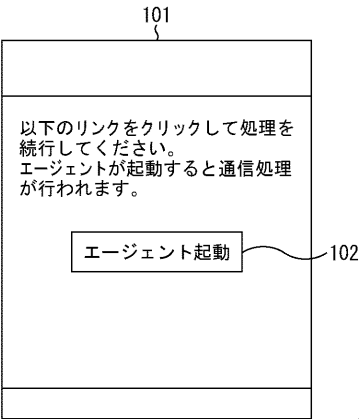 101
以下のリンクをクリックして処理を
続行してください。
エージェントが起動すると通信処理
が行われます。
エージェント起動
102